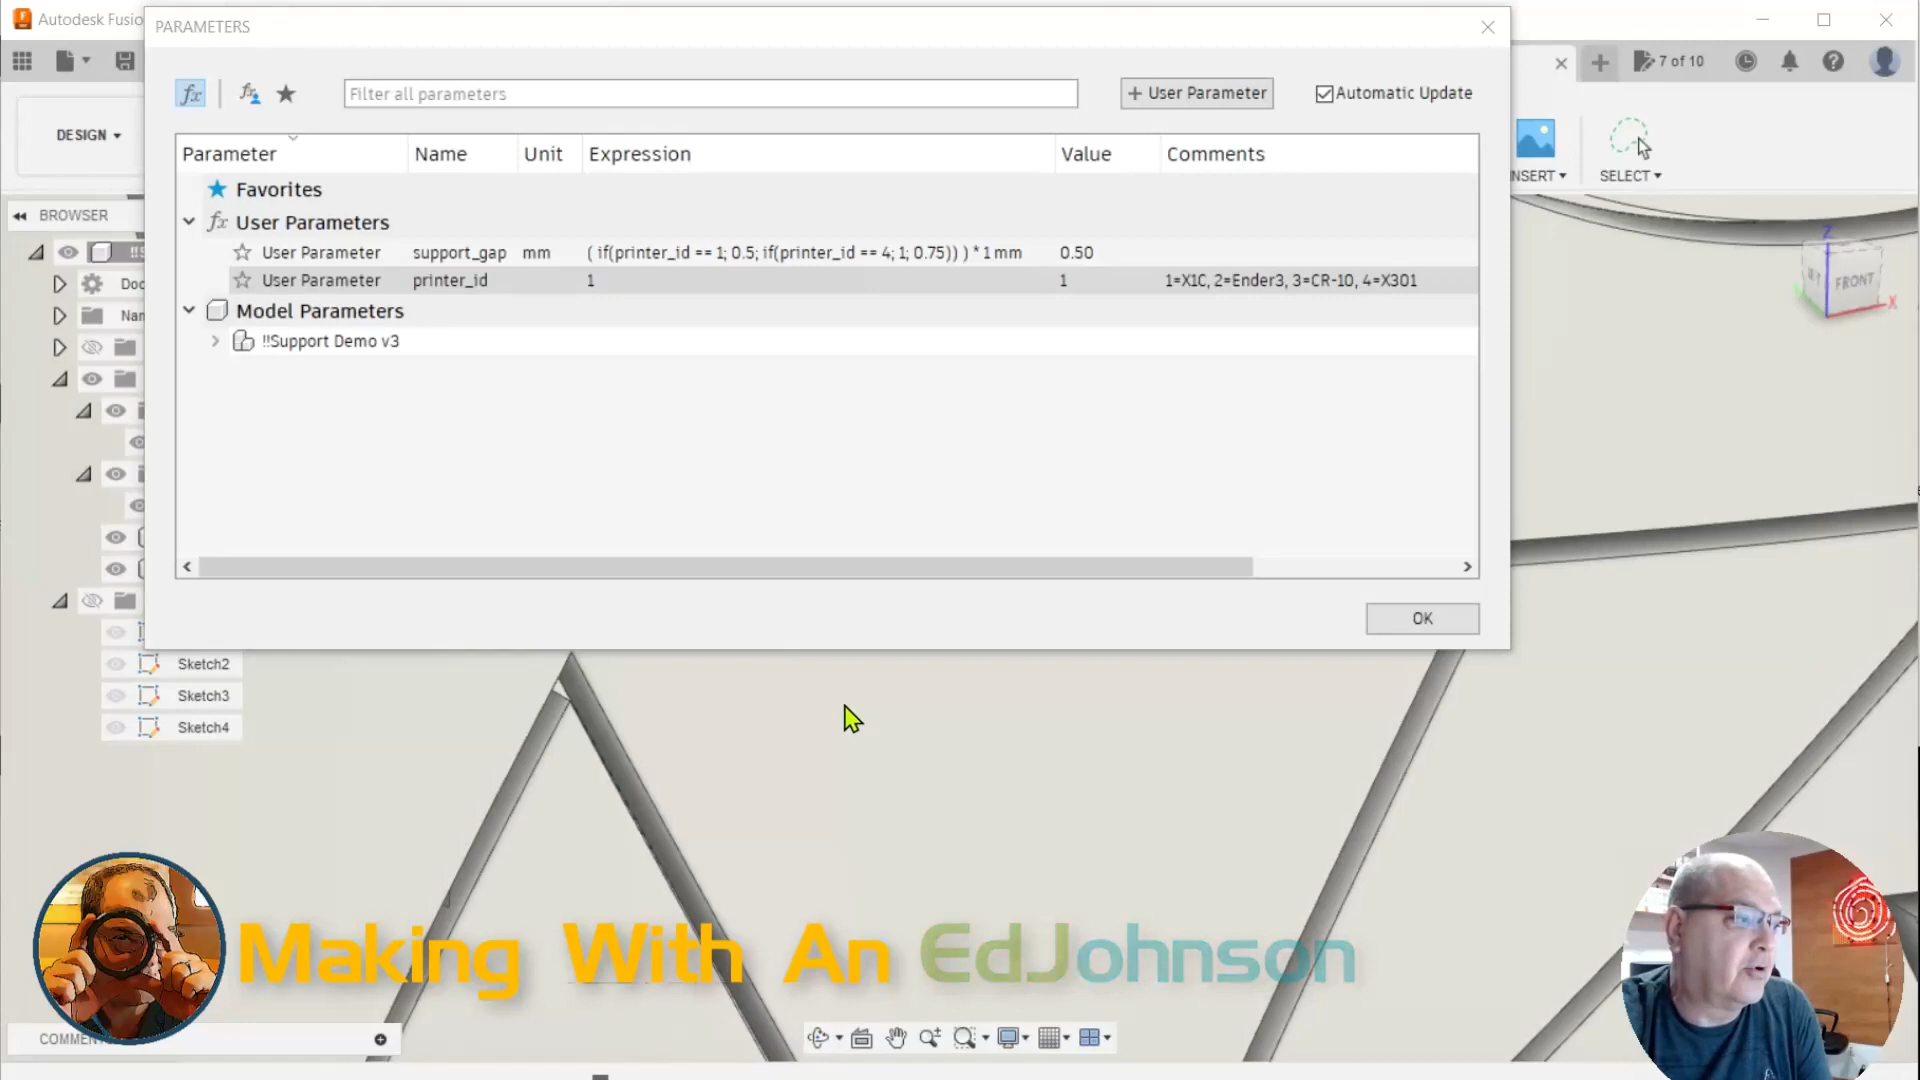 Autodesk Fusio
PARAMETERS
7 of 10
Filter all parameters
User Parameter
Automatic Update
DESIGN
Parameter Name Unit Expression Value Comments
Favorites
fx User Parameters
User Parameter support_gap mm ( if(printer_id == 1; 0.5; if(printer_id == 4; 1; 0.75)) ) * 1 mm 0.50
User Parameter printer_id 1 1 1=X1C, 2=Ender3, 3=CR-10, 4=X301
Model Parameters
!!Support Demo v3
OK
NSERT
SELECT
BROWSER
!!S
Doc
Nam
Z
FRONT
X
Sketch2
Sketch3
Sketch4
Making With An EdJohnson
COMMEN